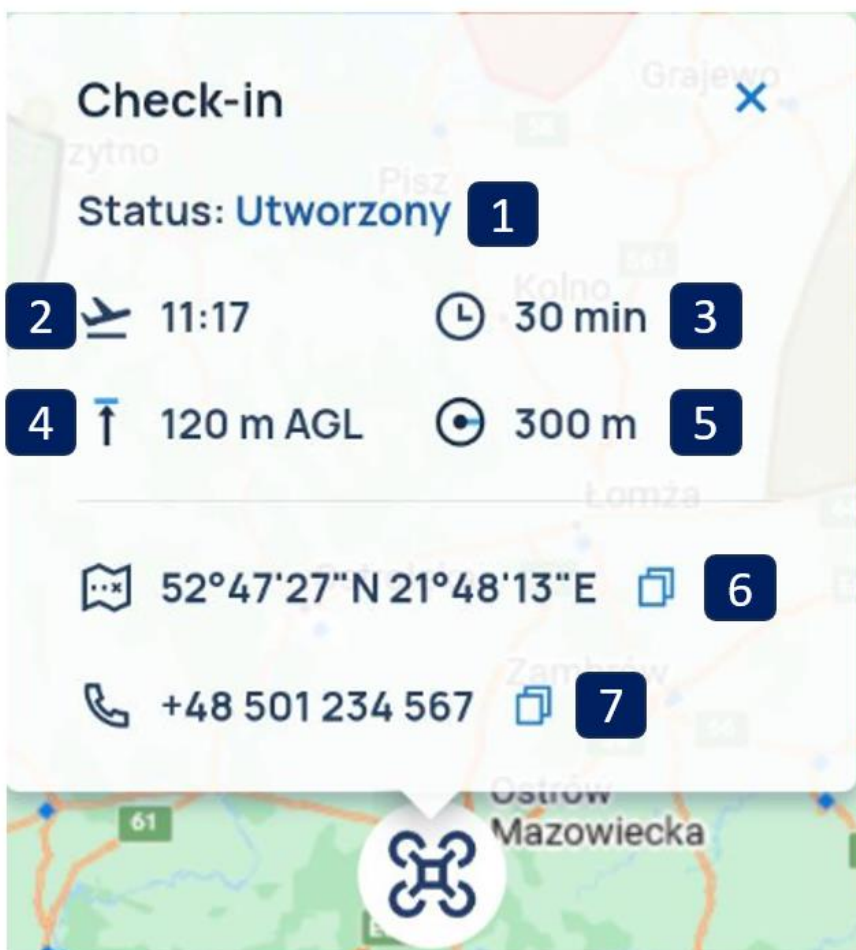 Grajewo
Check-in
zytno
Pisz
Status: Utworzony 1
Kolno
2 11:17 30 min 3
4 120 m AGL 300 m 5
Łomża
52°47'27"N 21°48'13"E 6
Zambrów
+48 501 234 567 7
Ostrów
Mazowiecka
61